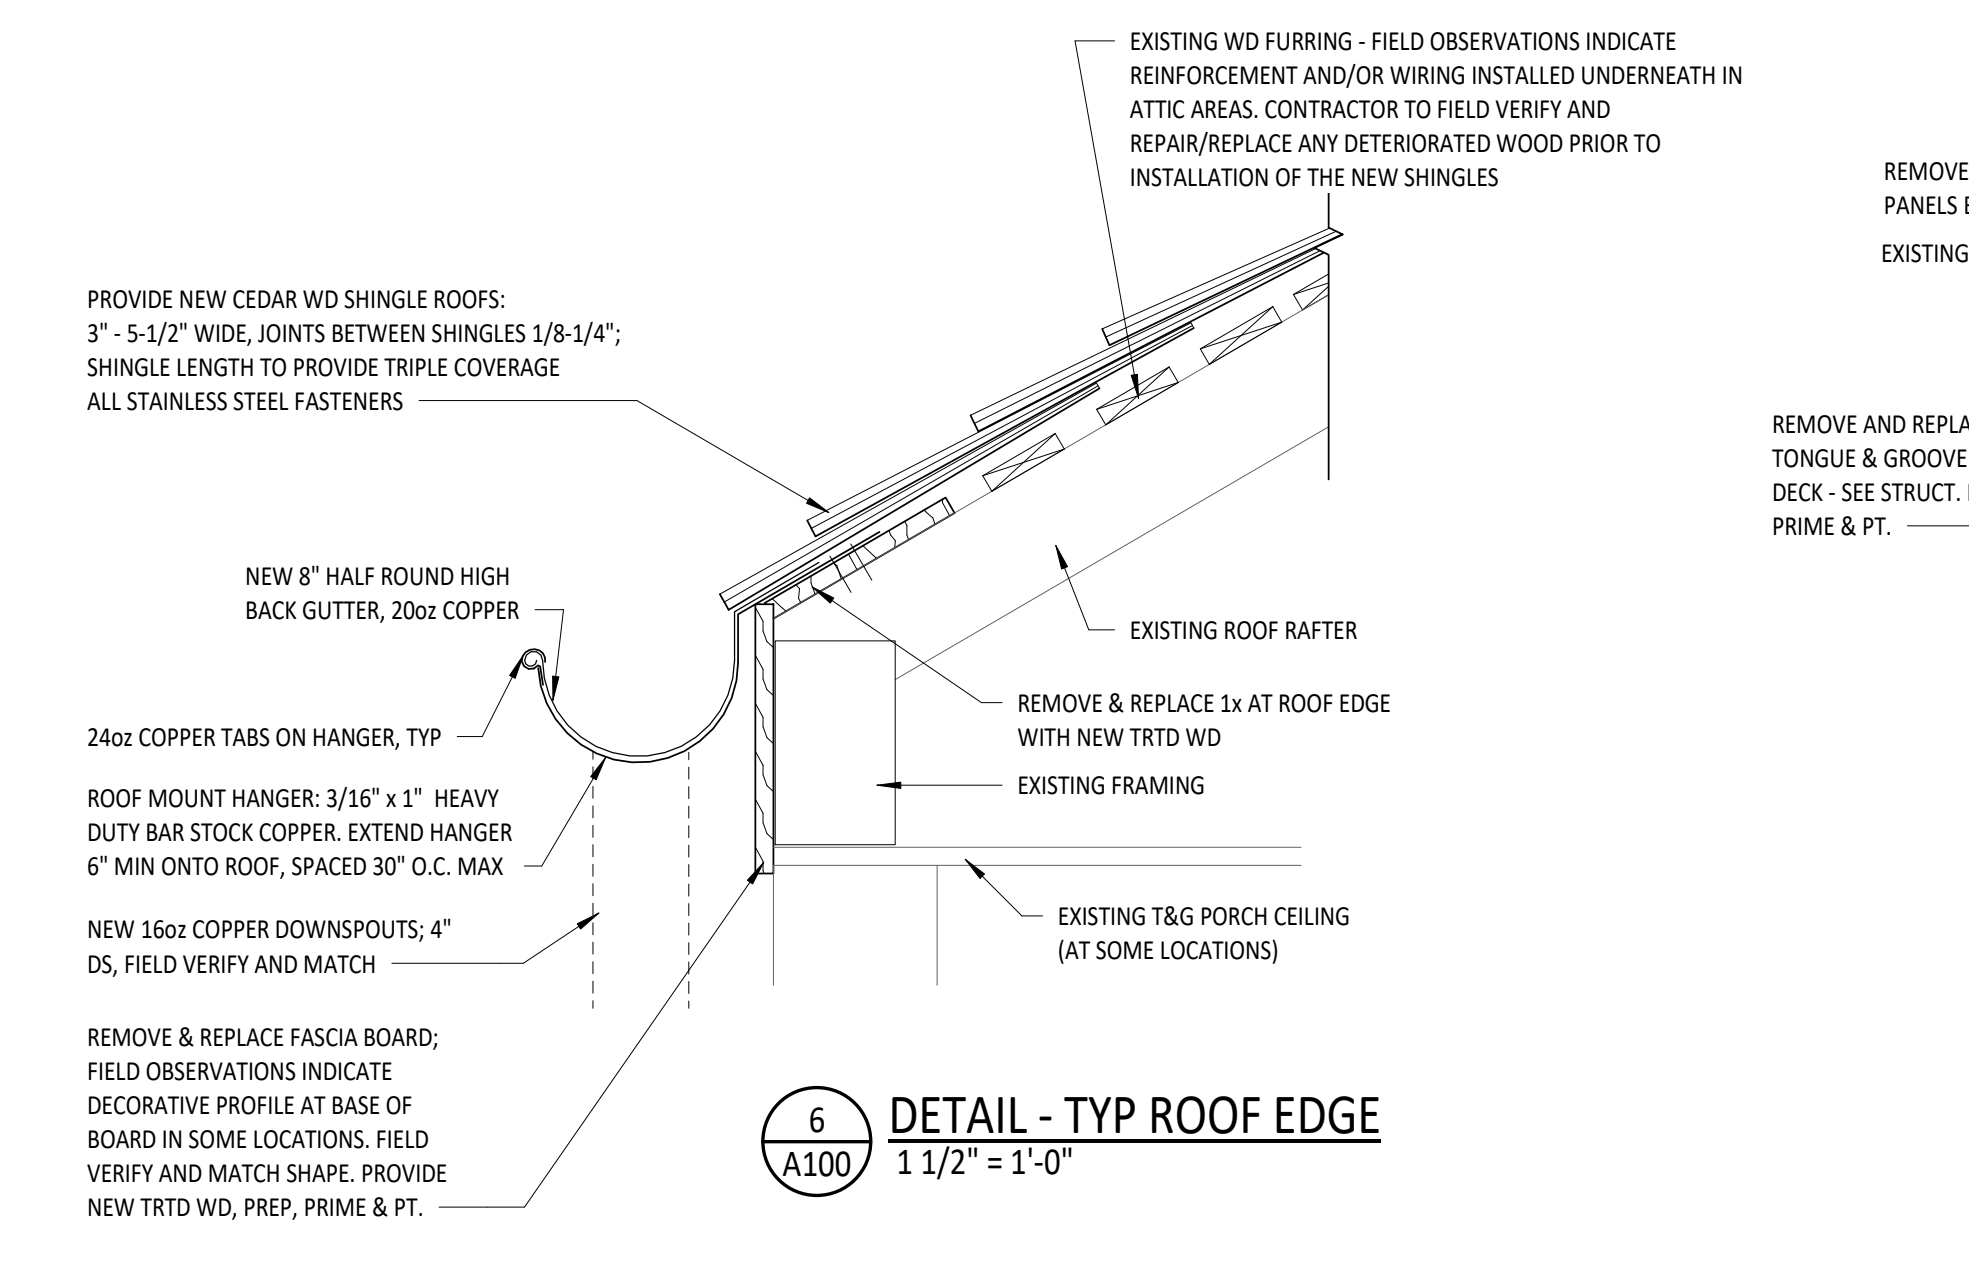 EXISTING WD FURRING - FIELD OBSERVATIONS INDICATE
REINFORCEMENT AND/OR WIRING INSTALLED UNDERNEATH IN
ATTIC AREAS. CONTRACTOR TO FIELD VERIFY AND
REPAIR/REPLACE ANY DETERIORATED WOOD PRIOR TO
INSTALLATION OF THE NEW SHINGLES
PROVIDE NEW CEDAR WD SHINGLE ROOFS:
3" - 5-1/2" WIDE, JOINTS BETWEEN SHINGLES 1/8-1/4";
SHINGLE LENGTH TO PROVIDE TRIPLE COVERAGE
ALL STAINLESS STEEL FASTENERS
NEW 8" HALF ROUND HIGH
BACK GUTTER, 20oz COPPER
24oz COPPER TABS ON HANGER, TYP
ROOF MOUNT HANGER: 3/16" x 1" HEAVY
DUTY BAR STOCK COPPER. EXTEND HANGER
6" MIN ONTO ROOF, SPACED 30" O.C. MAX
NEW 16oz COPPER DOWNSPOUTS; 4"
DS, FIELD VERIFY AND MATCH
REMOVE & REPLACE FASCIA BOARD;
FIELD OBSERVATIONS INDICATE
DECORATIVE PROFILE AT BASE OF
BOARD IN SOME LOCATIONS. FIELD
VERIFY AND MATCH SHAPE. PROVIDE
NEW TRTD WD, PREP, PRIME & PT.
EXISTING ROOF RAFTER
REMOVE & REPLACE 1x AT ROOF EDGE
WITH NEW TRTD WD
EXISTING FRAMING
EXISTING T&G PORCH CEILING
(AT SOME LOCATIONS)
6
A100
DETAIL - TYP ROOF EDGE
1 1/2" = 1'-0"
REMOVE
PANELS
EXISTING
REMOVE AND
TONGUE & GROOVE
DECK - SEE STRUCT.
PRIME & PT.